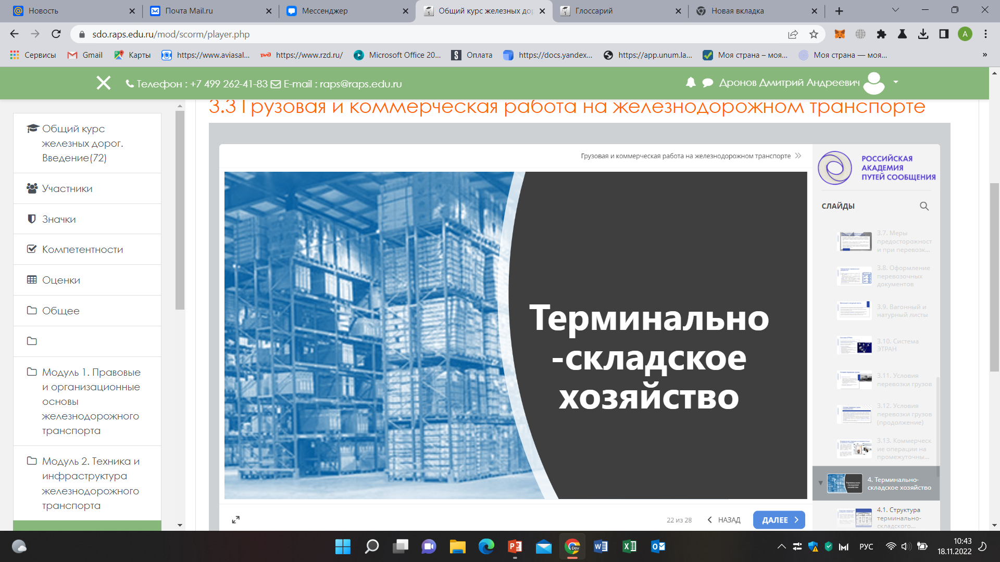 Новость
Почта Mail.ru
Мессенджер
Общий курс железных дор
Глоссарий
Новая вкладка
sdo.raps.edu.ru/mod/scorm/player.php
A
Сервисы
Gmail
Карты
https://www.aviasal...
https://www.rzd.ru/
Microsoft Office 20...
Оплата
https://docs.yandex...
https://app.unum.la...
Моя страна – моя...
Моя страна — моя...
Телефон : +7 499 262-41-83 E-mail : raps@raps.edu.ru
Дронов Дмитрий Андреевич
3.3 Грузовая и коммерческая работа на железнодорожном транспорте
Общий курс
железных дорог.
Введение(72)
Участники
Значки
Компетентности
Оценки
Общее
Модуль 1. Правовые
и организационные
основы
железнодорожного
транспорта
Модуль 2. Техника и
инфраструктура
железнодорожного
транспорта
Грузовая и коммерческая работа на железнодорожном транспорте
Терминально
-складское
хозяйство
22 из 28
НАЗАД
ДАЛЕЕ
РОССИЙСКАЯ
АКАДЕМИЯ
ПУТЕЙ СООБЩЕНИЯ
СЛАЙДЫ
3.7. Меры
предосторожност
и при перевозк...
3.8. Оформление
перевозочных
документов
3.9. Вагонный и
натурный листы
3.10. Система
ЭТРАН
3.11. Условия
перевозки грузов
3.12. Условия
перевозки грузов
(продолжение)
3.13. Коммерческ
ие операции на
промежуточны...
4. Терминально-
складское хозяйство
4.1. Структура
терминально-
складского...
РУС
10:43
18.11.2022